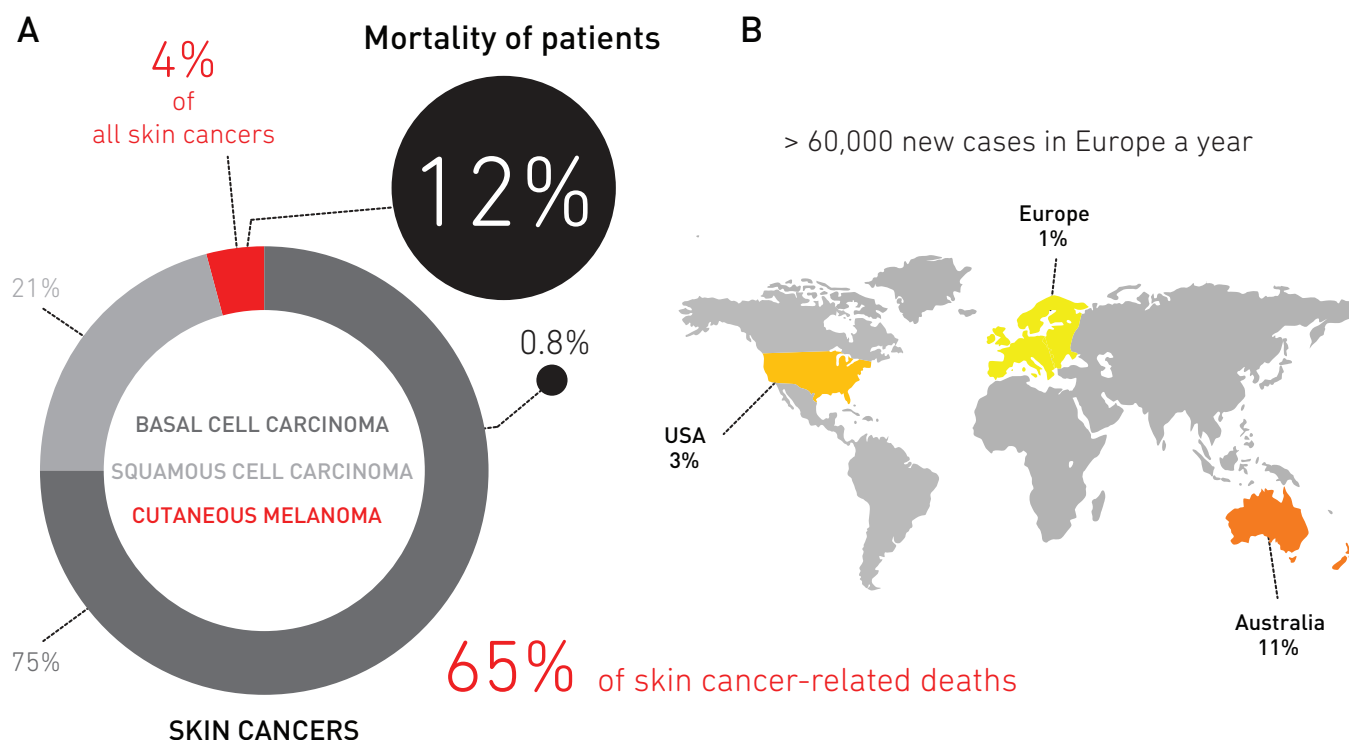 A
4%
of
all skin cancers
Mortality of patients
12%
21%
0.8%
BASAL CELL CARCINOMA
SQUAMOUS CELL CARCINOMA
CUTANEOUS MELANOMA
75%
65% of skin cancer-related deaths
SKIN CANCERS
B
> 60,000 new cases in Europe a year
Europe
1%
USA
3%
Australia
11%